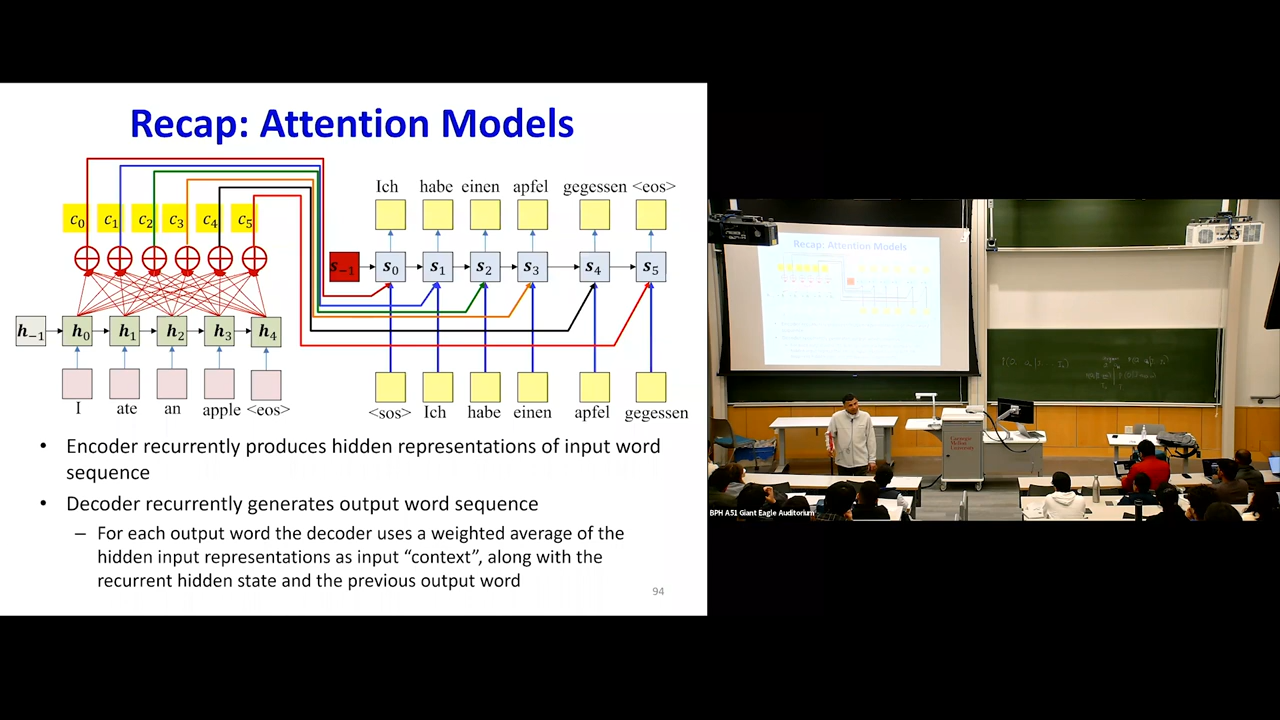 Recap: Attention Models
Ich habe einen apfel gegessen <eos>
c0 c1 c2 c3 c4 c5
s−1 s0 s1 s2 s3 s4 s5
h−1 h0 h1 h2 h3 h4
I ate an apple <eos>
<sos> Ich habe einen apfel gegessen
• Encoder recurrently produces hidden representations of input word
sequence
• Decoder recurrently generates output word sequence
– For each output word the decoder uses a weighted average of the
hidden input representations as input “context”, along with the
recurrent hidden state and the previous output word
94
Recap: Attention Models
Carnegie
Mellon
University
BPH A51 Giant Eagle Auditorium